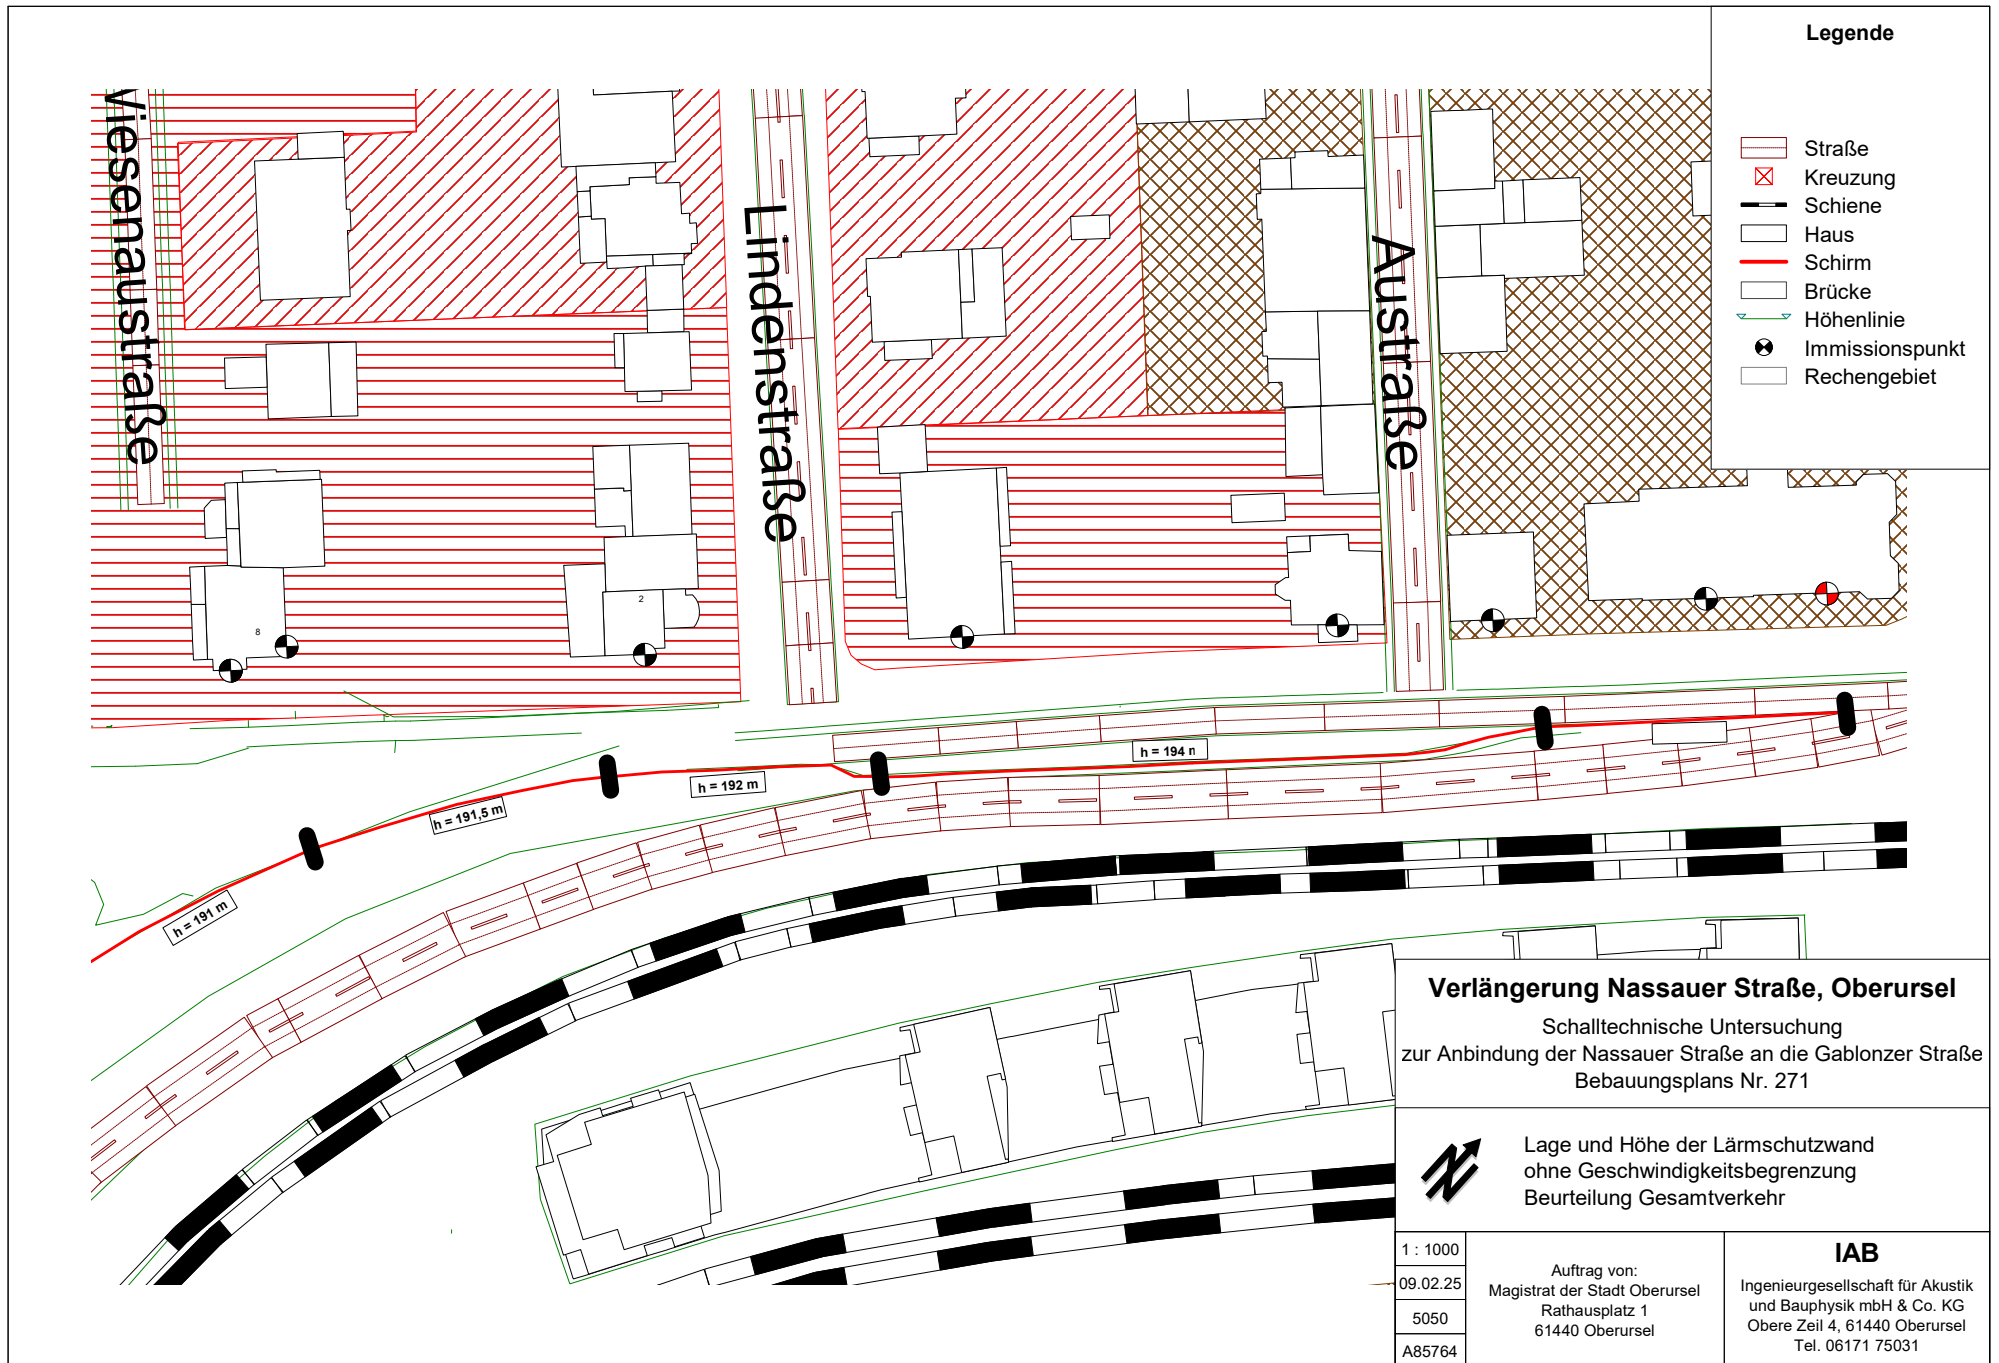 Legende
Straße
Kreuzung
Schiene
Haus
Schirm
Brücke
Höhenlinie
Immissionspunkt
Rechengebiet
Wiesenaustraße
Lindenstraße
Austraße
8
2
h = 191 m
h = 191,5 m
h = 192 m
h = 194 m
Verlängerung Nassauer Straße, Oberursel
Schalltechnische Untersuchung
zur Anbindung der Nassauer Straße an die Gablonzer Straße
Bebauungsplans Nr. 271
Lage und Höhe der Lärmschutzwand
ohne Geschwindigkeitsbegrenzung
Beurteilung Gesamtverkehr
1 : 1000
09.02.25
5050
A85764
Auftrag von:
Magistrat der Stadt Oberursel
Rathausplatz 1
61440 Oberursel
IAB
Ingenieurgesellschaft für Akustik
und Bauphysik mbH & Co. KG
Obere Zeil 4, 61440 Oberursel
Tel. 06171 75031